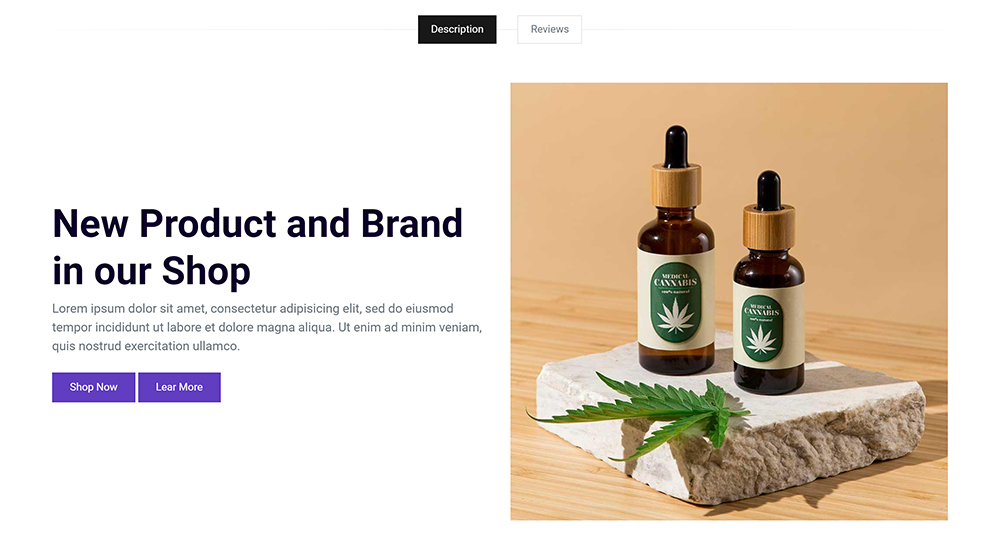 Description
Reviews
New Product and Brand
in our Shop
Lorem ipsum dolor sit amet, consectetur adipisicing elit, sed do eiusmod
tempor incididunt ut labore et dolore magna aliqua. Ut enim ad minim veniam,
quis nostrud exercitation ullamco.
Shop Now
Lear More
MEDICAL
CANNABIS
100% natural
MEDICAL
CANNABIS
100% natural